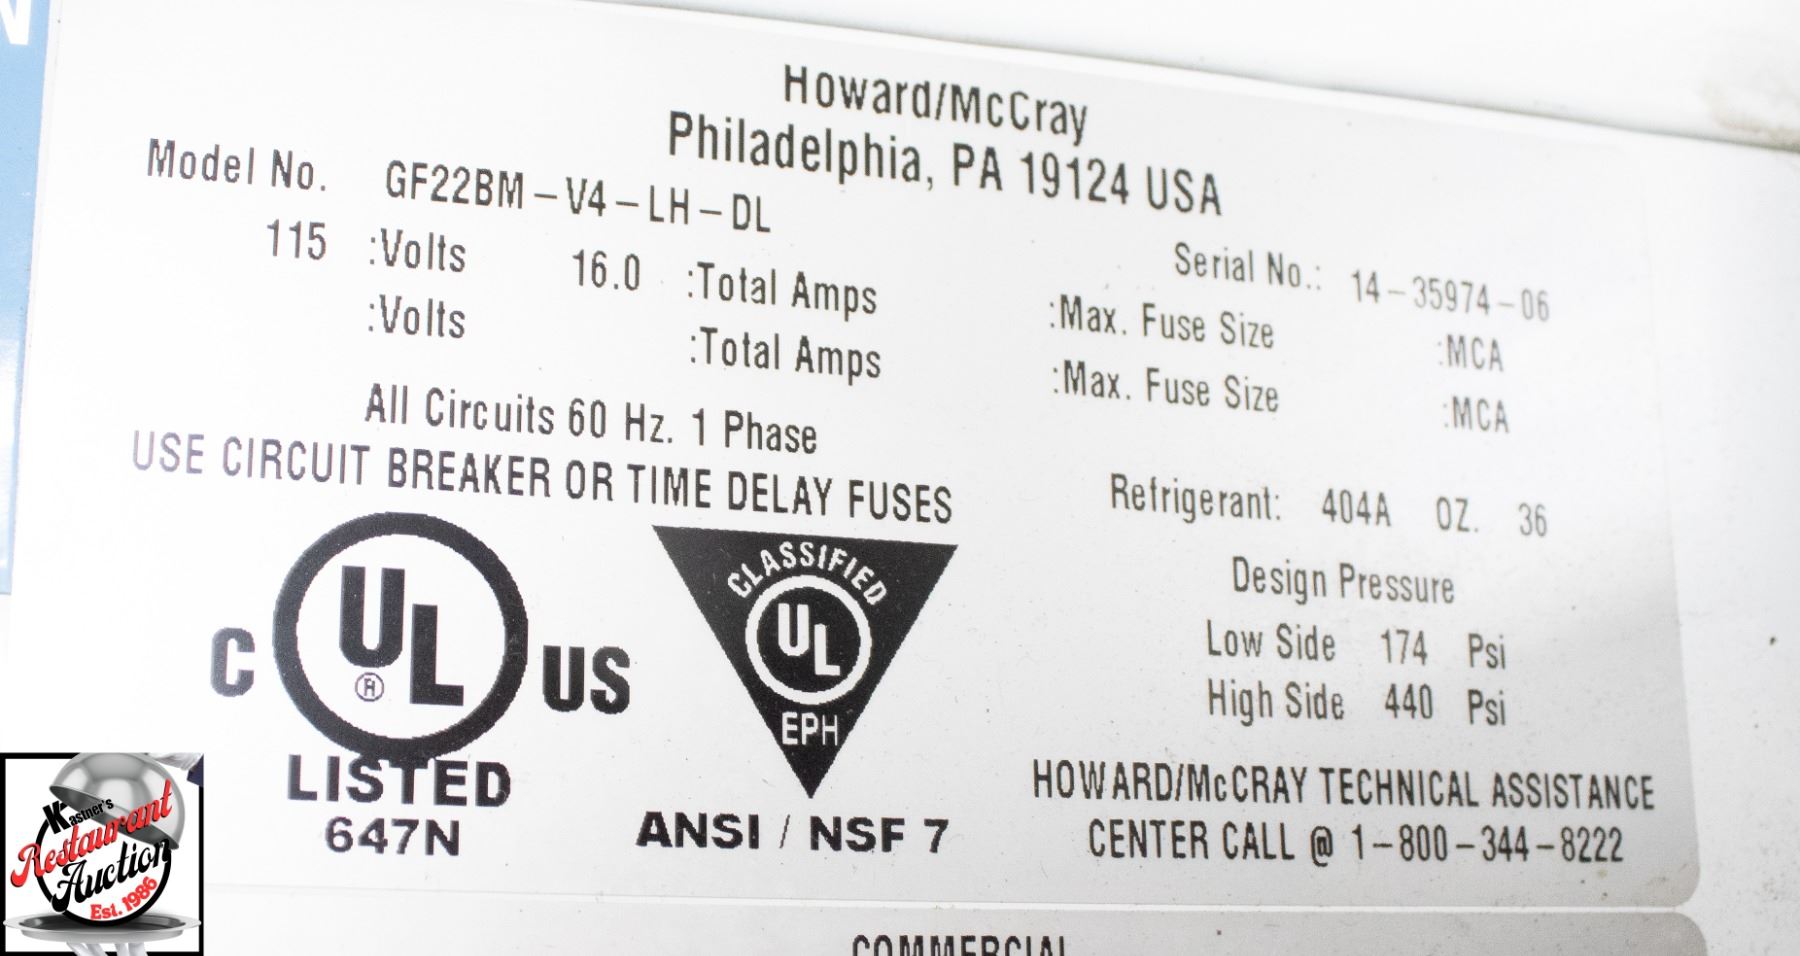 Howard/McCray
Philadelphia, PA 19124 USA
Model No. GF22BM-V4-LH-DL
Serial No.: 14-35974-06
115 :Volts 16.0 :Total Amps :Max. Fuse Size :MCA
:Volts :Total Amps :Max. Fuse Size :MCA
All Circuits 60 Hz. 1 Phase
USE CIRCUIT BREAKER OR TIME DELAY FUSES
Refrigerant: 404A OZ. 36
Design Pressure
Low Side 174 Psi
High Side 440 Psi
C UL ® US
LISTED
647N
CLASSIFIED
UL
EPH
ANSI / NSF 7
HOWARD/McCRAY TECHNICAL ASSISTANCE
CENTER CALL @ 1-800-344-8222
COMMERCIAL
N
Kastner's
Restaurant
Auction
Est. 1986